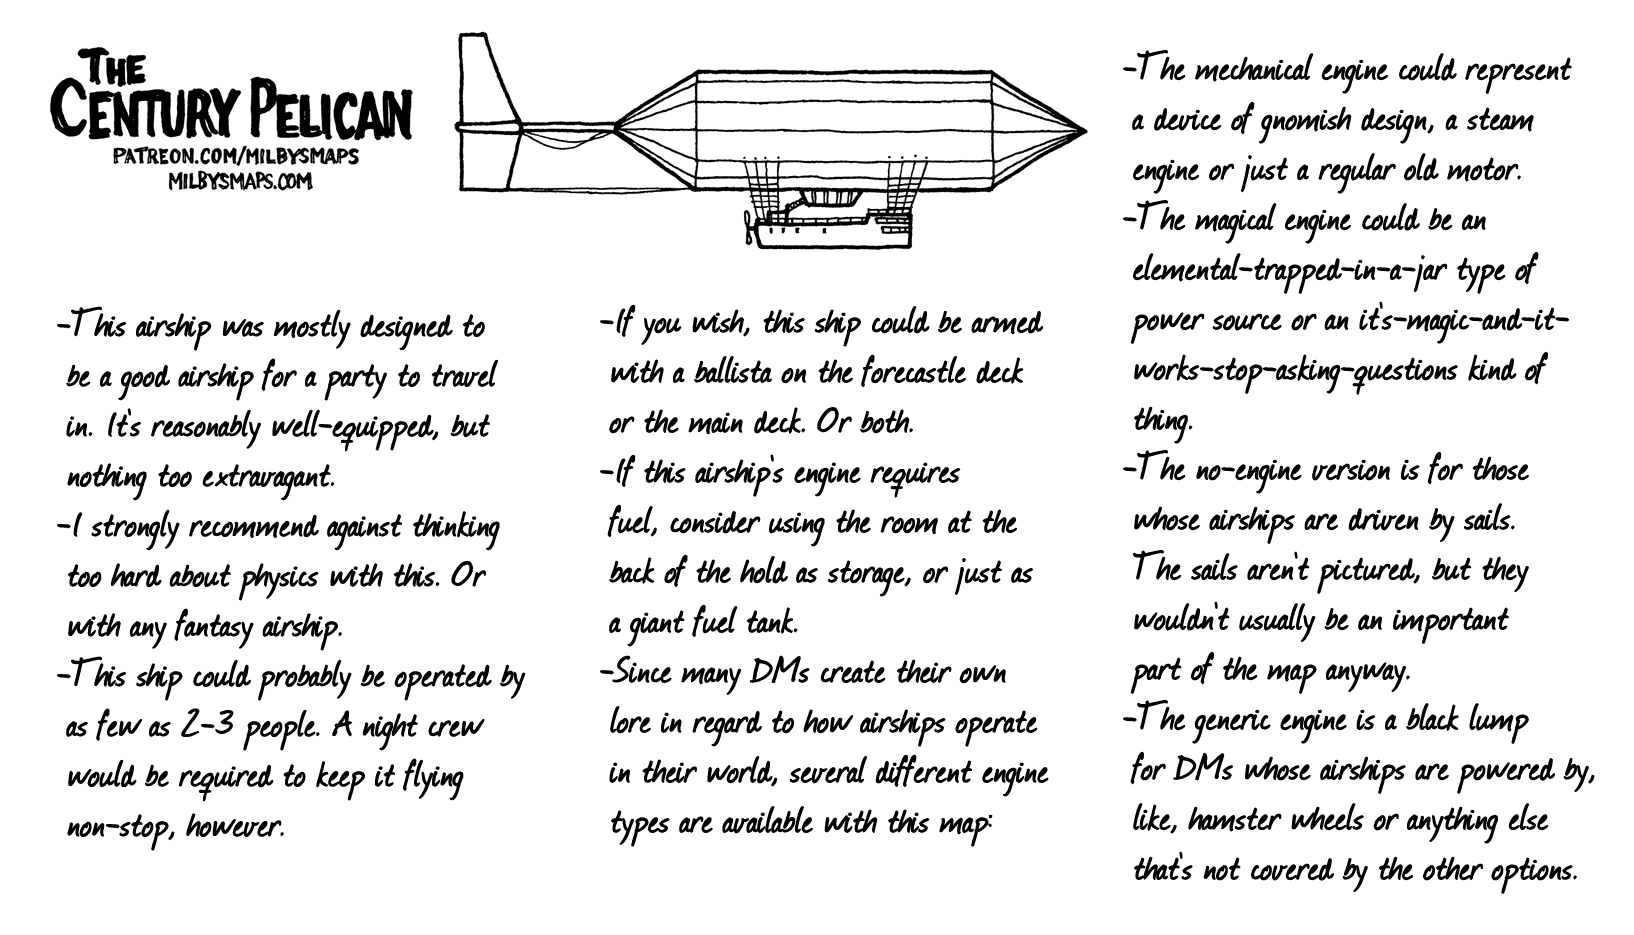 THE
CENTURY PELICAN
PATREON.COM/MILBYSMAPS
MILBYSMAPS.COM
-This airship was mostly designed to
be a good airship for a party to travel
in. It's reasonably well-equipped, but
nothing too extravagant.
-I strongly recommend against thinking
too hard about physics with this. Or
with any fantasy airship.
-This ship could probably be operated by
as few as 2-3 people. A night crew
would be required to keep it flying
non-stop, however.
-If you wish, this ship could be armed
with a ballista on the forecastle deck
or the main deck. Or both.
-If this airship's engine requires
fuel, consider using the room at the
back of the hold as storage, or just as
a giant fuel tank.
-Since many DMs create their own
lore in regard to how airships operate
in their world, several different engine
types are available with this map:
-The mechanical engine could represent
a device of gnomish design, a steam
engine or just a regular old motor.
-The magical engine could be an
elemental-trapped-in-a-jar type of
power source or an it's-magic-and-it-
works-stop-asking-questions kind of
thing.
-The no-engine version is for those
whose airships are driven by sails.
The sails aren't pictured, but they
wouldn't usually be an important
part of the map anyway.
-The generic engine is a black lump
for DMs whose airships are powered by,
like, hamster wheels or anything else
that's not covered by the other options.